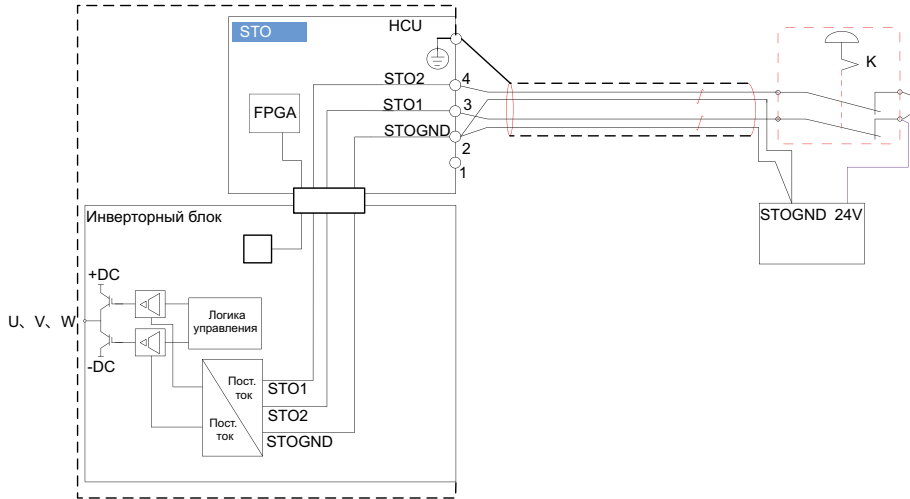 STO
HCU
STO2
4
K
STO1
3
FPGA
STOGND
2
1
Инверторный блок
STOGND 24V
+DC
U、V、W
Логика
управления
-DC
Пост.
ток
STO1
Пост.
ток
STO2
STOGND